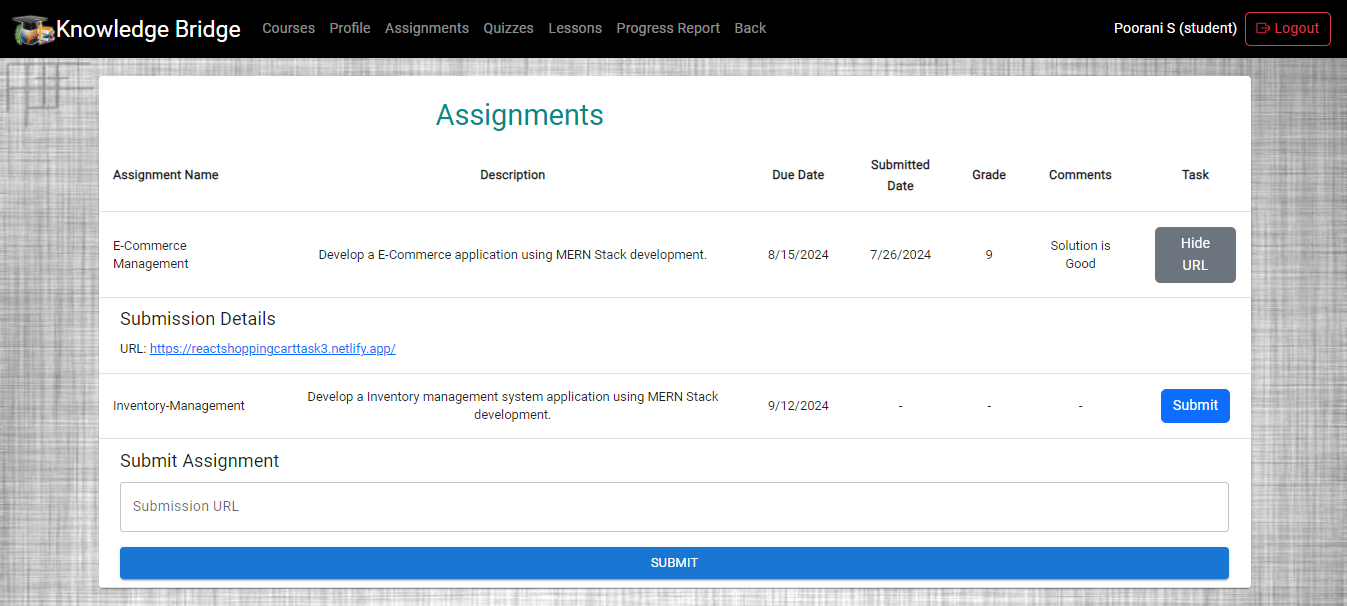 Knowledge Bridge Courses Profile Assignments Quizzes Lessons Progress Report Back Poorani S (student) Logout
Assignments
Assignment Name Description Due Date Submitted Date Grade Comments Task
E-Commerce Management Develop a E-Commerce application using MERN Stack development. 8/15/2024 7/26/2024 9 Solution is Good Hide URL
Submission Details
URL: https://reactshoppingcarttask3.netlify.app/
Inventory-Management Develop a Inventory management system application using MERN Stack development. 9/12/2024 - - - Submit
Submit Assignment
Submission URL
SUBMIT